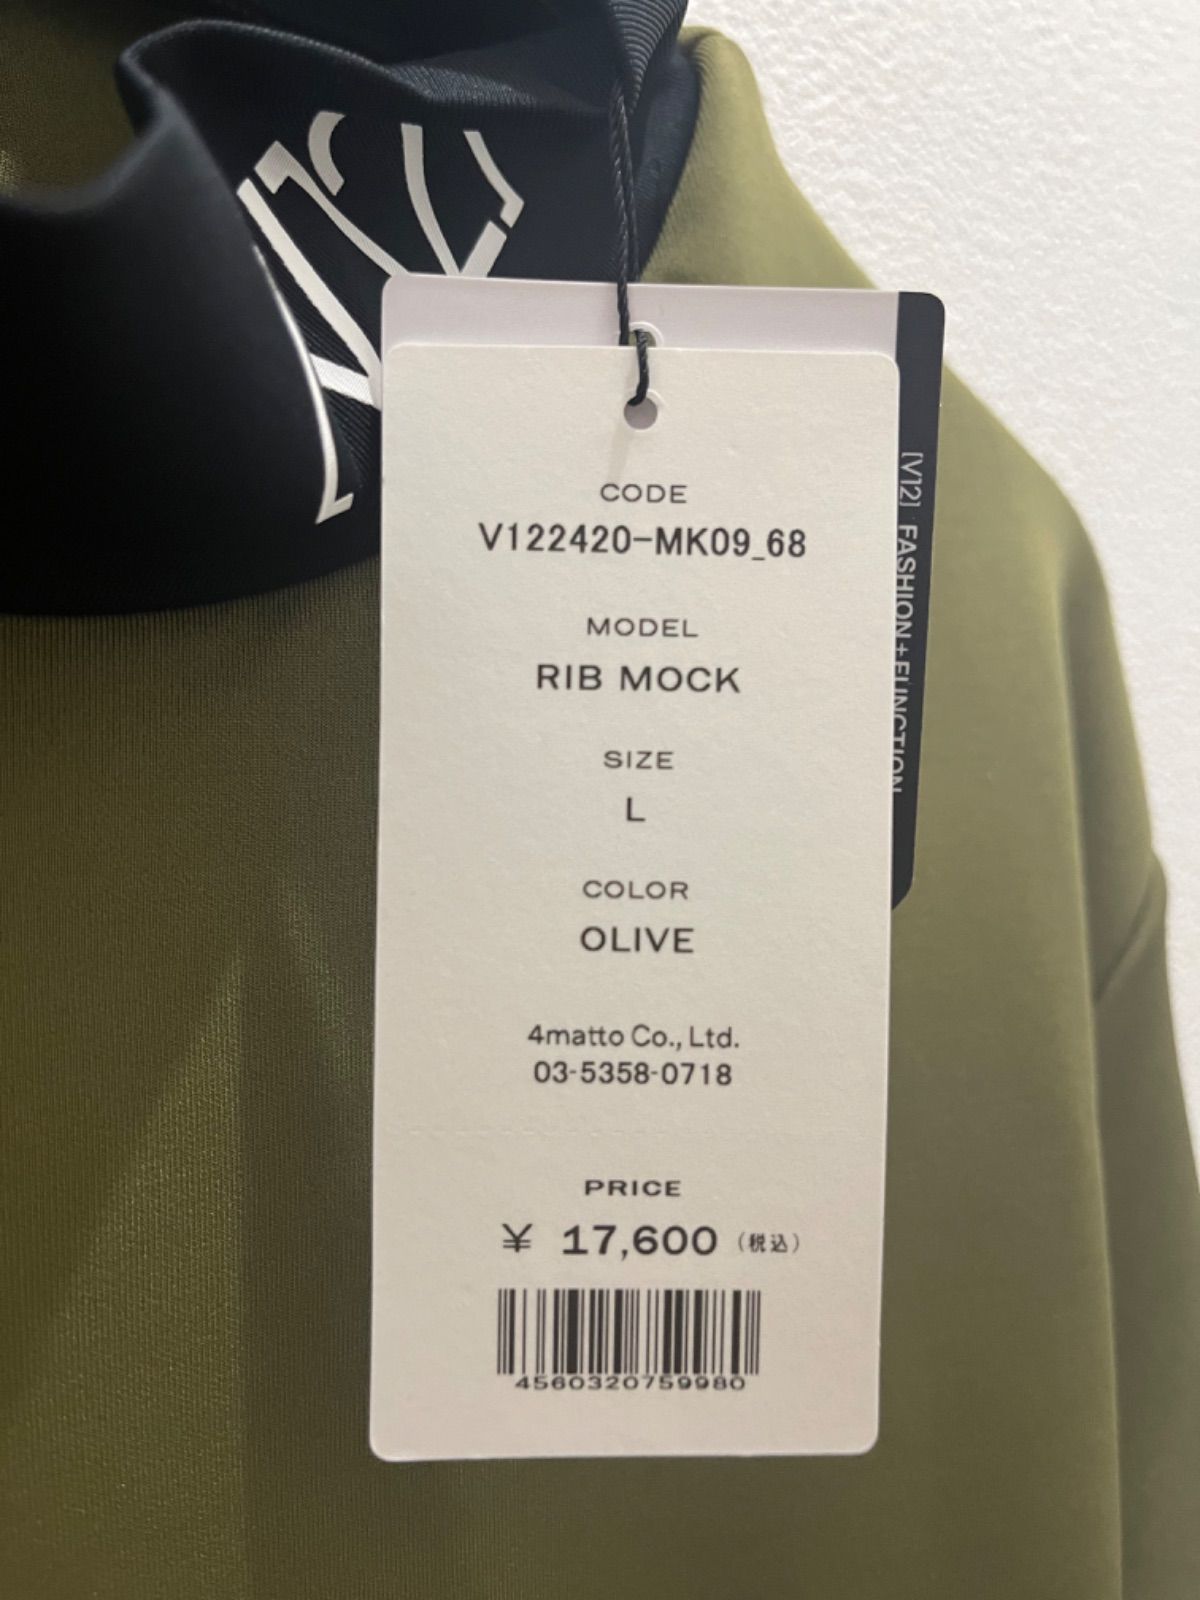 CODE
V122420-MK09_68
MODEL
RIB MOCK
SIZE
L
COLOR
OLIVE
4matto Co., Ltd.
03-5358-0718
PRICE
¥ 17,600 (税込)
4560320759980
[V12] FASHION+FUNCTION